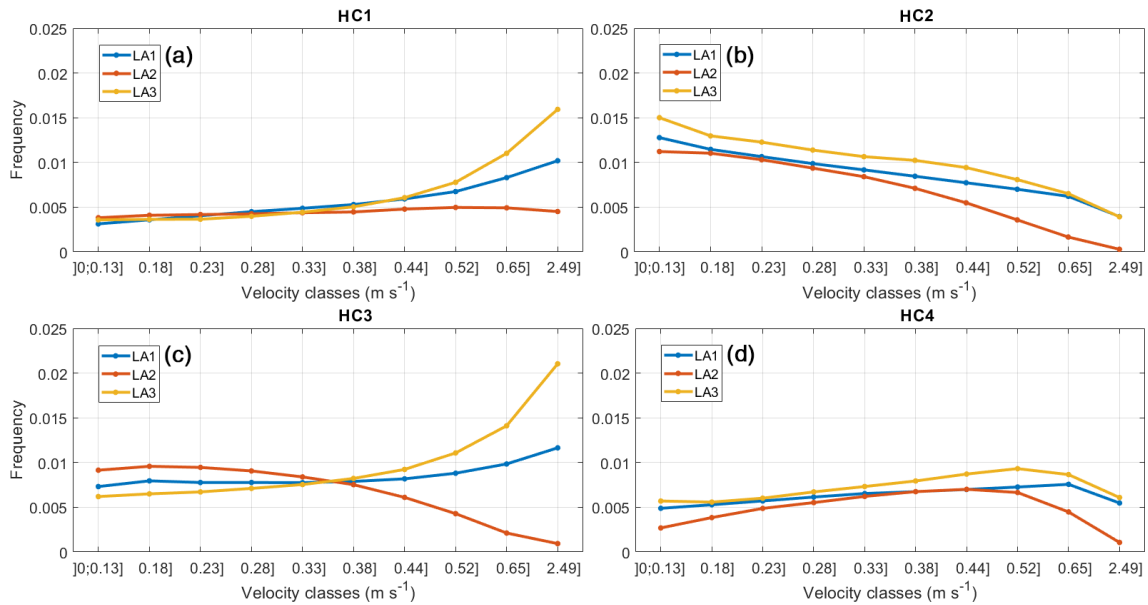 HC1
(a)
LA1
LA2
LA3
Frequency
0.025
0.02
0.015
0.01
0.005
0
]0;0.13] 0.18] 0.23] 0.28] 0.33] 0.38] 0.44] 0.52] 0.65] 2.49]
Velocity classes (m s-1)
HC2
(b)
LA1
LA2
LA3
0.025
0.02
0.015
0.01
0.005
0
]0;0.13] 0.18] 0.23] 0.28] 0.33] 0.38] 0.44] 0.52] 0.65] 2.49]
Velocity classes (m s-1)
HC3
(c)
LA1
LA2
LA3
Frequency
0.025
0.02
0.015
0.01
0.005
0
]0;0.13] 0.18] 0.23] 0.28] 0.33] 0.38] 0.44] 0.52] 0.65] 2.49]
Velocity classes (m s-1)
HC4
(d)
LA1
LA2
LA3
0.025
0.02
0.015
0.01
0.005
0
]0;0.13] 0.18] 0.23] 0.28] 0.33] 0.38] 0.44] 0.52] 0.65] 2.49]
Velocity classes (m s-1)